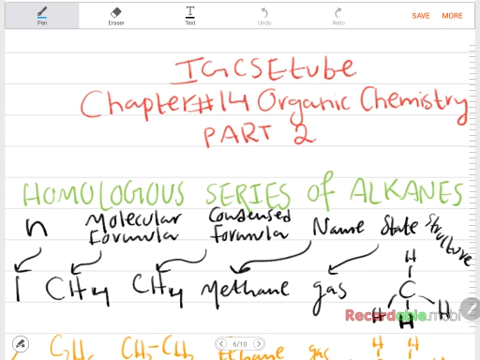 Pen Eraser Text Undo Redo SAVE MORE
IGCSEtube
Chapter#14 Organic Chemistry
PART 2
HOMOLOGOUS SERIES of ALKANES
n Molecular Formula Condensed Formula Name State Structure
1 CH4 CH4 Methane gas H
H C H
H
Recordable.mobi
Z
C2H6 CH3-CH3 Ethane gas H H
6/10